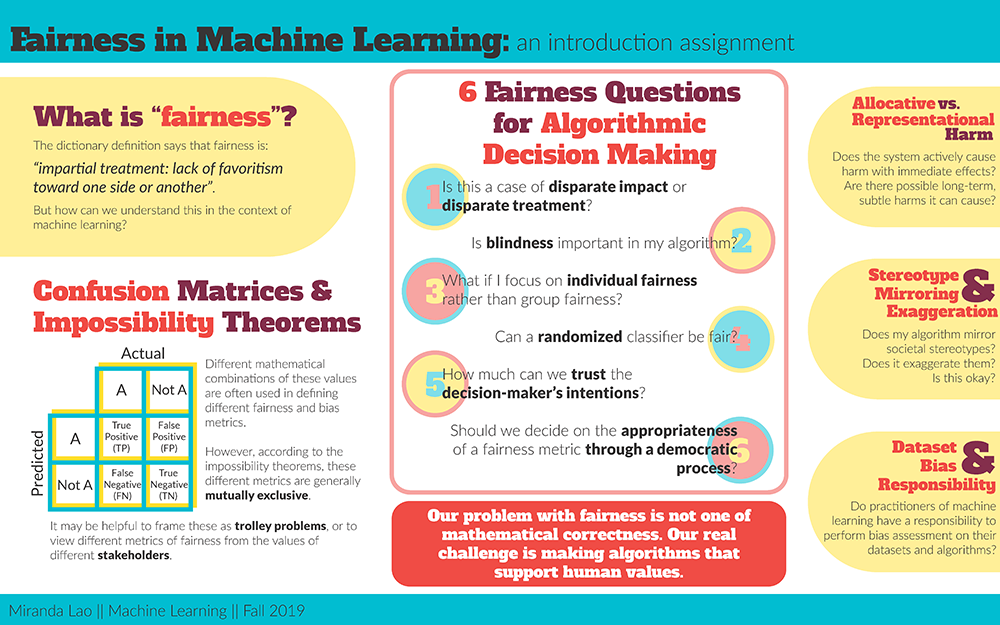 Fairness in Machine Learning: an introduction assignment
What is “fairness”?
The dictionary definition says that fairness is:
“impartial treatment: lack of favoritism
toward one side or another”.
But how can we understand this in the context of
machine learning?
Confusion Matrices &
Impossibility Theorems
Actual
A
Not A
Predicted
A
True
Positive
(TP)
False
Positive
(FP)
Not A
False
Negative
(FN)
True
Negative
(TN)
Different mathematical
combinations of these values
are often used in defining
different fairness and bias
metrics.
However, according to the
impossibility theorems, these
different metrics are generally
mutually exclusive.
It may be helpful to frame these as trolley problems, or to
view different metrics of fairness from the values of
different stakeholders.
6 Fairness Questions
for Algorithmic
Decision Making
1
Is this a case of disparate impact or
disparate treatment?
2
Is blindness important in my algorithm?
3
What if I focus on individual fairness
rather than group fairness?
4
Can a randomized classifier be fair?
5
How much can we trust the
decision-maker’s intentions?
6
Should we decide on the appropriateness
of a fairness metric through a democratic
process?
Our problem with fairness is not one of
mathematical correctness. Our real
challenge is making algorithms that
support human values.
Allocative vs.
Representational
Harm
Does the system actively cause
harm with immediate effects?
Are there possible long-term,
subtle harms it can cause?
Stereotype
Mirroring &
Exaggeration
Does my algorithm mirror
societal stereotypes?
Does it exaggerate them?
Is this okay?
Dataset
Bias &
Responsibility
Do practitioners of machine
learning have a responsibility to
perform bias assessment on their
datasets and algorithms?
Miranda Lao || Machine Learning || Fall 2019